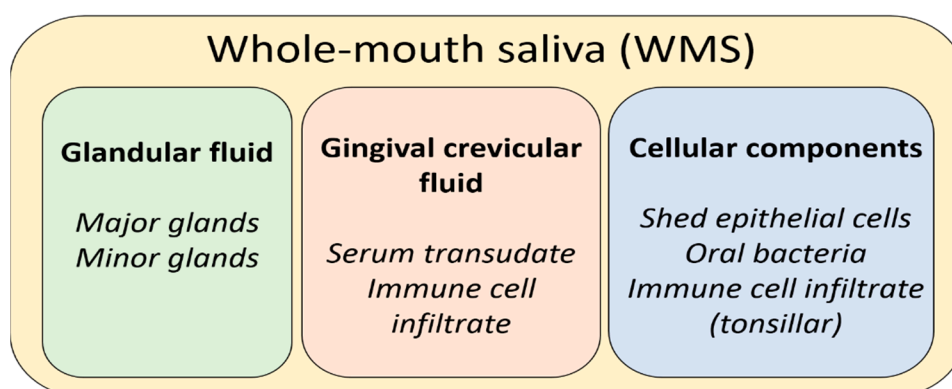 Whole-mouth saliva (WMS)
Glandular fluid
Major glands
Minor glands
Gingival crevicular
fluid
Serum transudate
Immune cell
infiltrate
Cellular components
Shed epithelial cells
Oral bacteria
Immune cell infiltrate
(tonsillar)